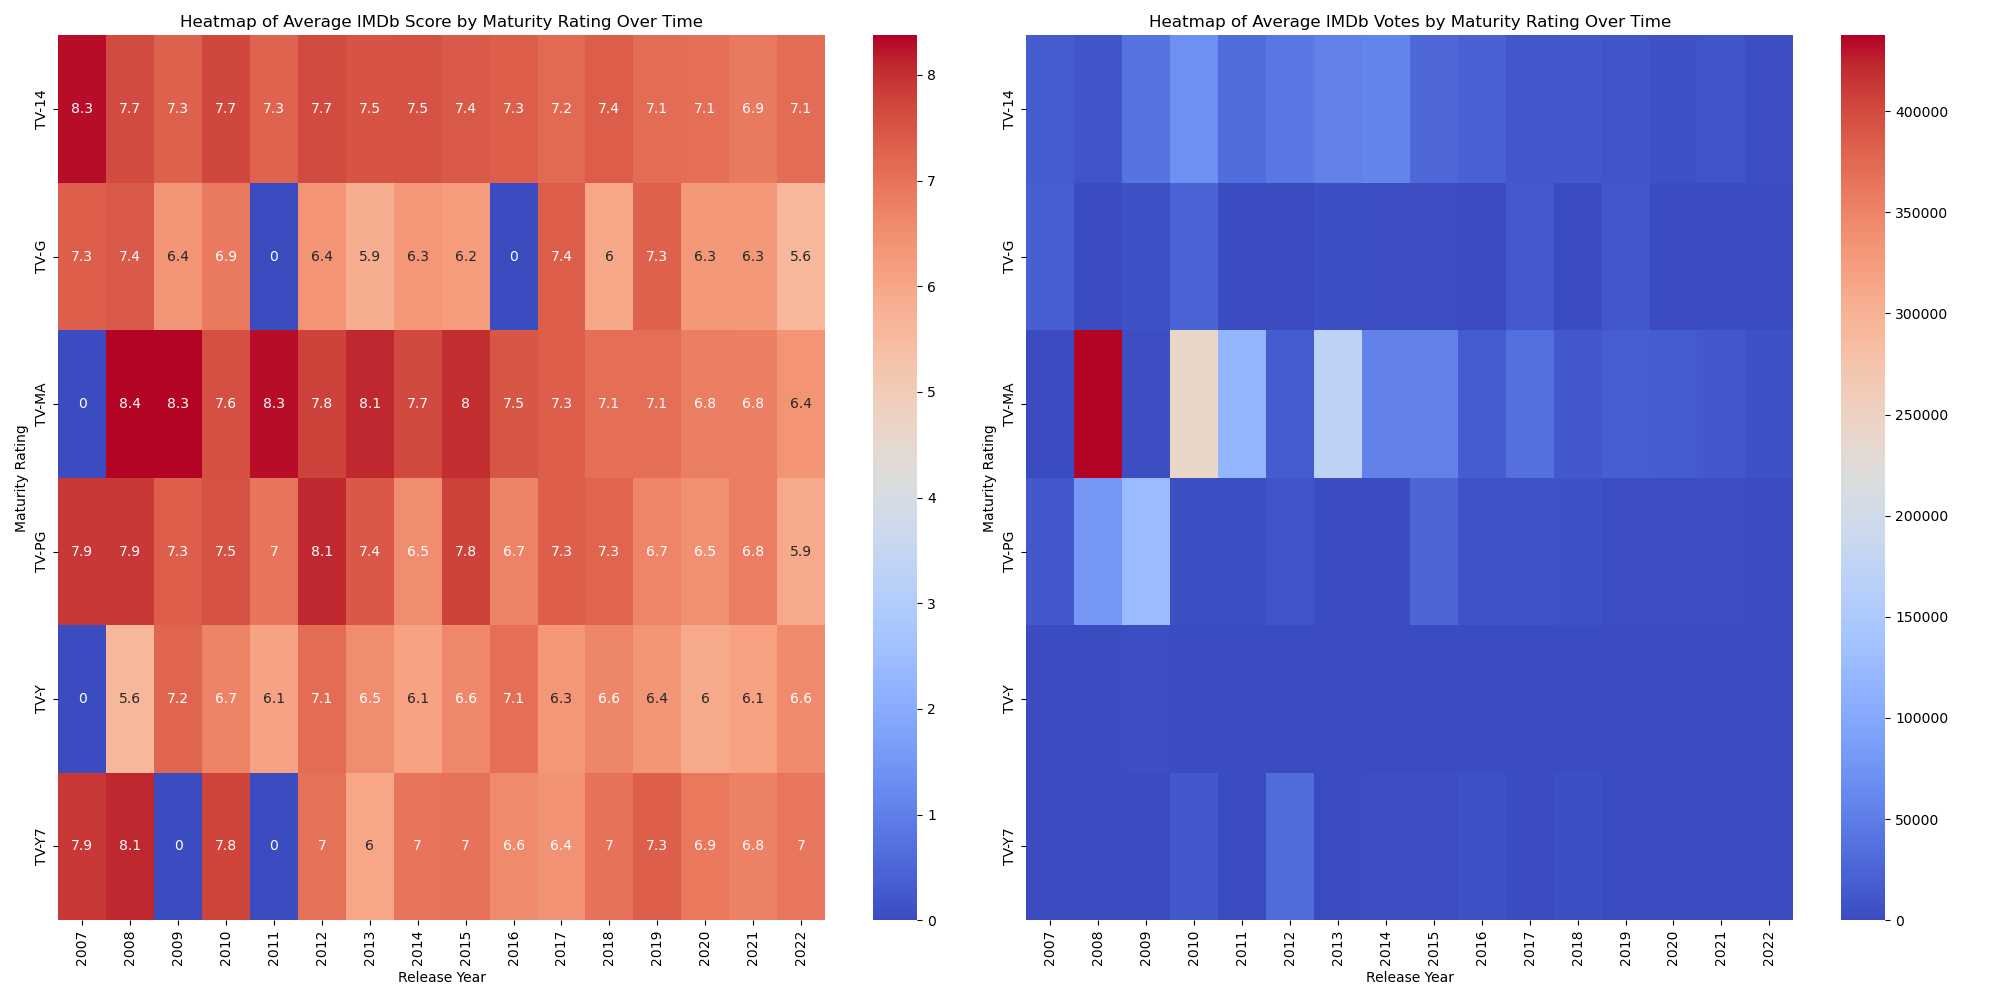 Heatmap of Average IMDb Score by Maturity Rating Over Time
TV-14
8.3 7.7 7.3 7.7 7.3 7.7 7.5 7.5 7.4 7.3 7.2 7.4 7.1 7.1 6.9 7.1
TV-G
7.3 7.4 6.4 6.9 0 6.4 5.9 6.3 6.2 0 7.4 6 7.3 6.3 6.3 5.6
TV-MA
0 8.4 8.3 7.6 8.3 7.8 8.1 7.7 8 7.5 7.3 7.1 7.1 6.8 6.8 6.4
TV-PG
7.9 7.9 7.3 7.5 7 8.1 7.4 6.5 7.8 6.7 7.3 7.3 6.7 6.5 6.8 5.9
TV-Y
0 5.6 7.2 6.7 6.1 7.1 6.5 6.1 6.6 7.1 6.3 6.6 6.4 6 6.1 6.6
TV-Y7
7.9 8.1 0 7.8 0 7 6 7 7 6.6 6.4 7 7.3 6.9 6.8 7
Maturity Rating
2007 2008 2009 2010 2011 2012 2013 2014 2015 2016 2017 2018 2019 2020 2021 2022
Release Year
8
7
6
5
4
3
2
1
0
Heatmap of Average IMDb Votes by Maturity Rating Over Time
TV-14
TV-G
TV-MA
TV-PG
TV-Y
TV-Y7
Maturity Rating
2007 2008 2009 2010 2011 2012 2013 2014 2015 2016 2017 2018 2019 2020 2021 2022
Release Year
400000
350000
300000
250000
200000
150000
100000
50000
0